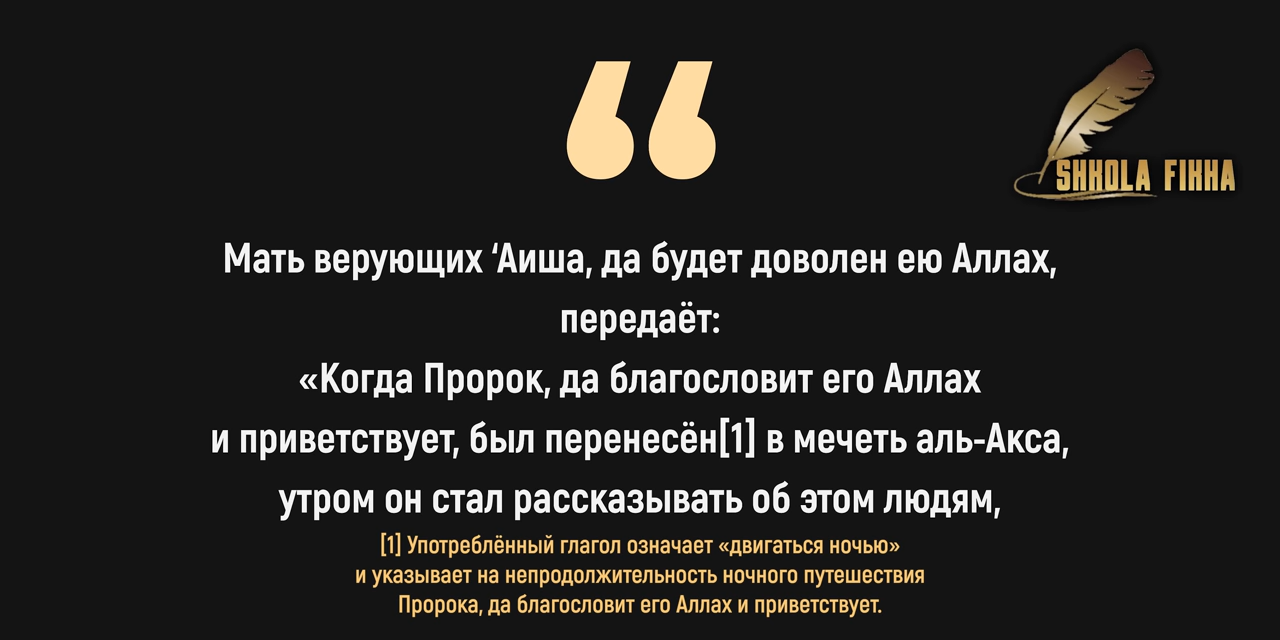 SHKOLA FIKHA
Мать верующих ‘Аиша, да будет доволен ею Аллах,
передаёт:
«Когда Пророк, да благословит его Аллах
и приветствует, был перенесён[1] в мечеть аль-Акса,
утром он стал рассказывать об этом людям,
[1] Употреблённый глагол означает «двигаться ночью»
и указывает на непродолжительность ночного путешествия
Пророка, да благословит его Аллах и приветствует.